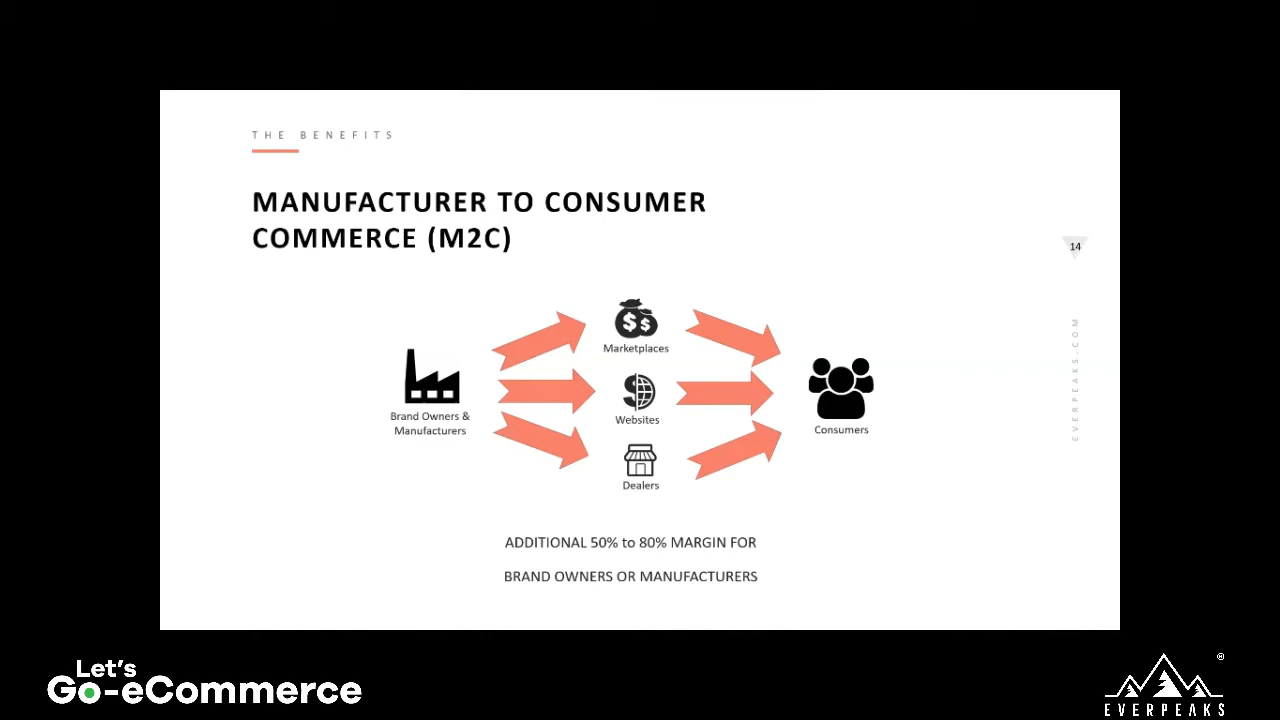 THE BENEFITS
MANUFACTURER TO CONSUMER
COMMERCE (M2C)
14
EVERPEAKS.COM
Marketplaces
Brand Owners &
Manufacturers
Websites
Consumers
Dealers
ADDITIONAL 50% to 80% MARGIN FOR
BRAND OWNERS OR MANUFACTURERS
Let's
Go-eCommerce
EVERPEAKS
®